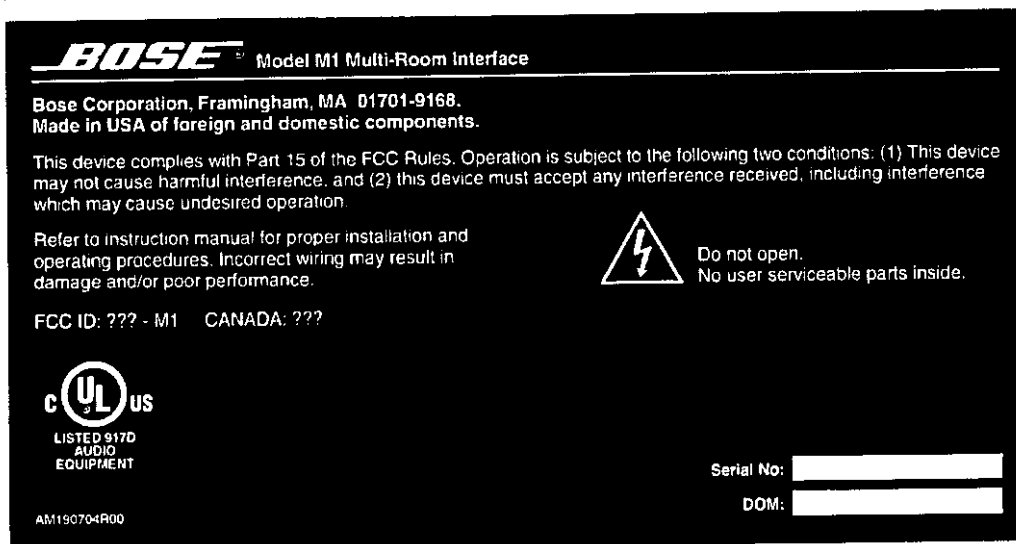 BOSE® Model M1 Multi-Room Interface
Bose Corporation, Framingham, MA 01701-9168.
Made in USA of foreign and domestic components.
This device complies with Part 15 of the FCC Rules. Operation is subject to the following two conditions: (1) This device
may not cause harmful interference, and (2) this device must accept any interference received, including interference
which may cause undesired operation.
Refer to instruction manual for proper installation and
operating procedures. Incorrect wiring may result in
damage and/or poor performance.
Do not open.
No user serviceable parts inside.
FCC ID: ??? - M1 CANADA: ???
C UL US
LISTED 917D
AUDIO
EQUIPMENT
Serial No:
DOM:
AM190704R00